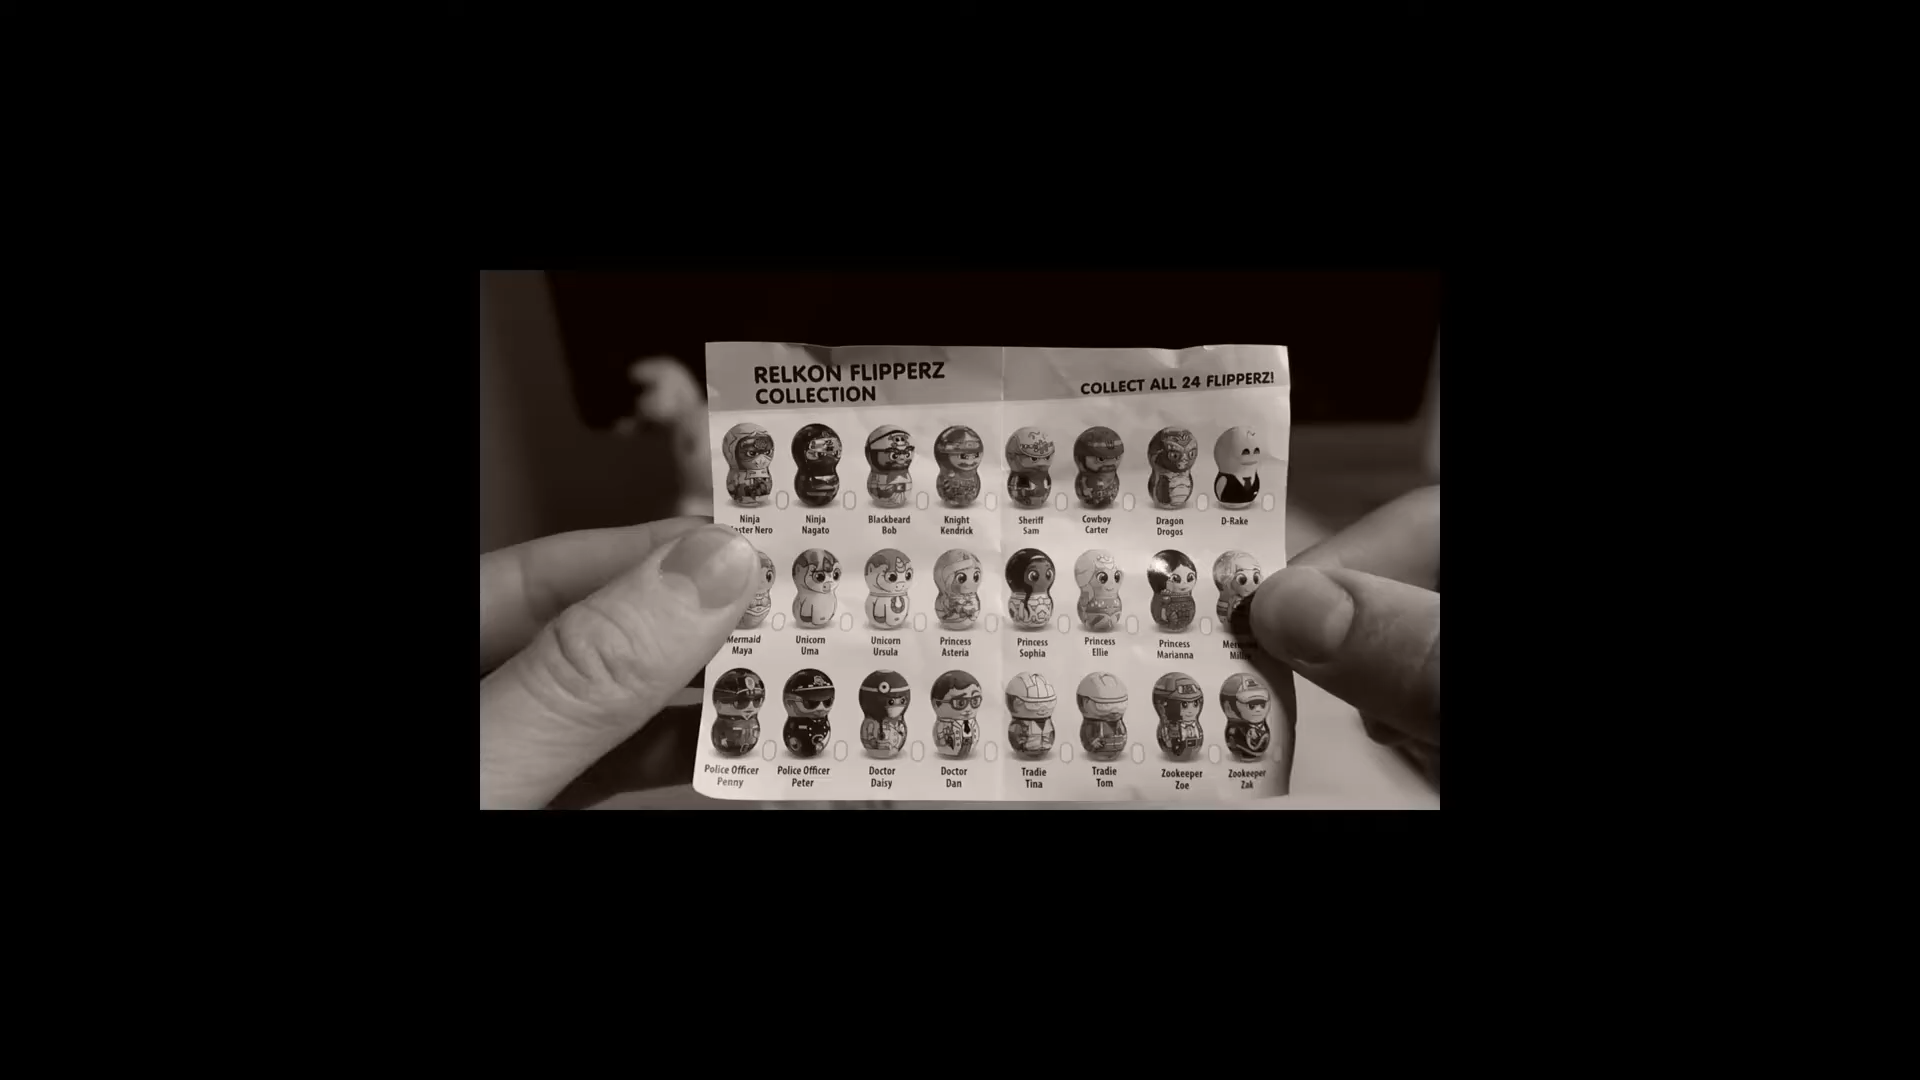 RELKON FLIPPERZ
COLLECTION
COLLECT ALL 24 FLIPPERZ!
Ninja
Nero
Ninja
Nagato
Blackbeard
Bob
Knight
Kendrick
Sheriff
Sam
Cowboy
Carter
Dragon
Drogos
D-Rake
Mermaid
Maya
Unicorn
Uma
Unicorn
Ursula
Princess
Asteria
Princess
Sophia
Princess
Ellie
Princess
Marianna
Police Officer
Penny
Police Officer
Peter
Doctor
Daisy
Doctor
Dan
Tradie
Tina
Tradie
Tom
Zookeeper
Zoe
Zookeeper
Zak